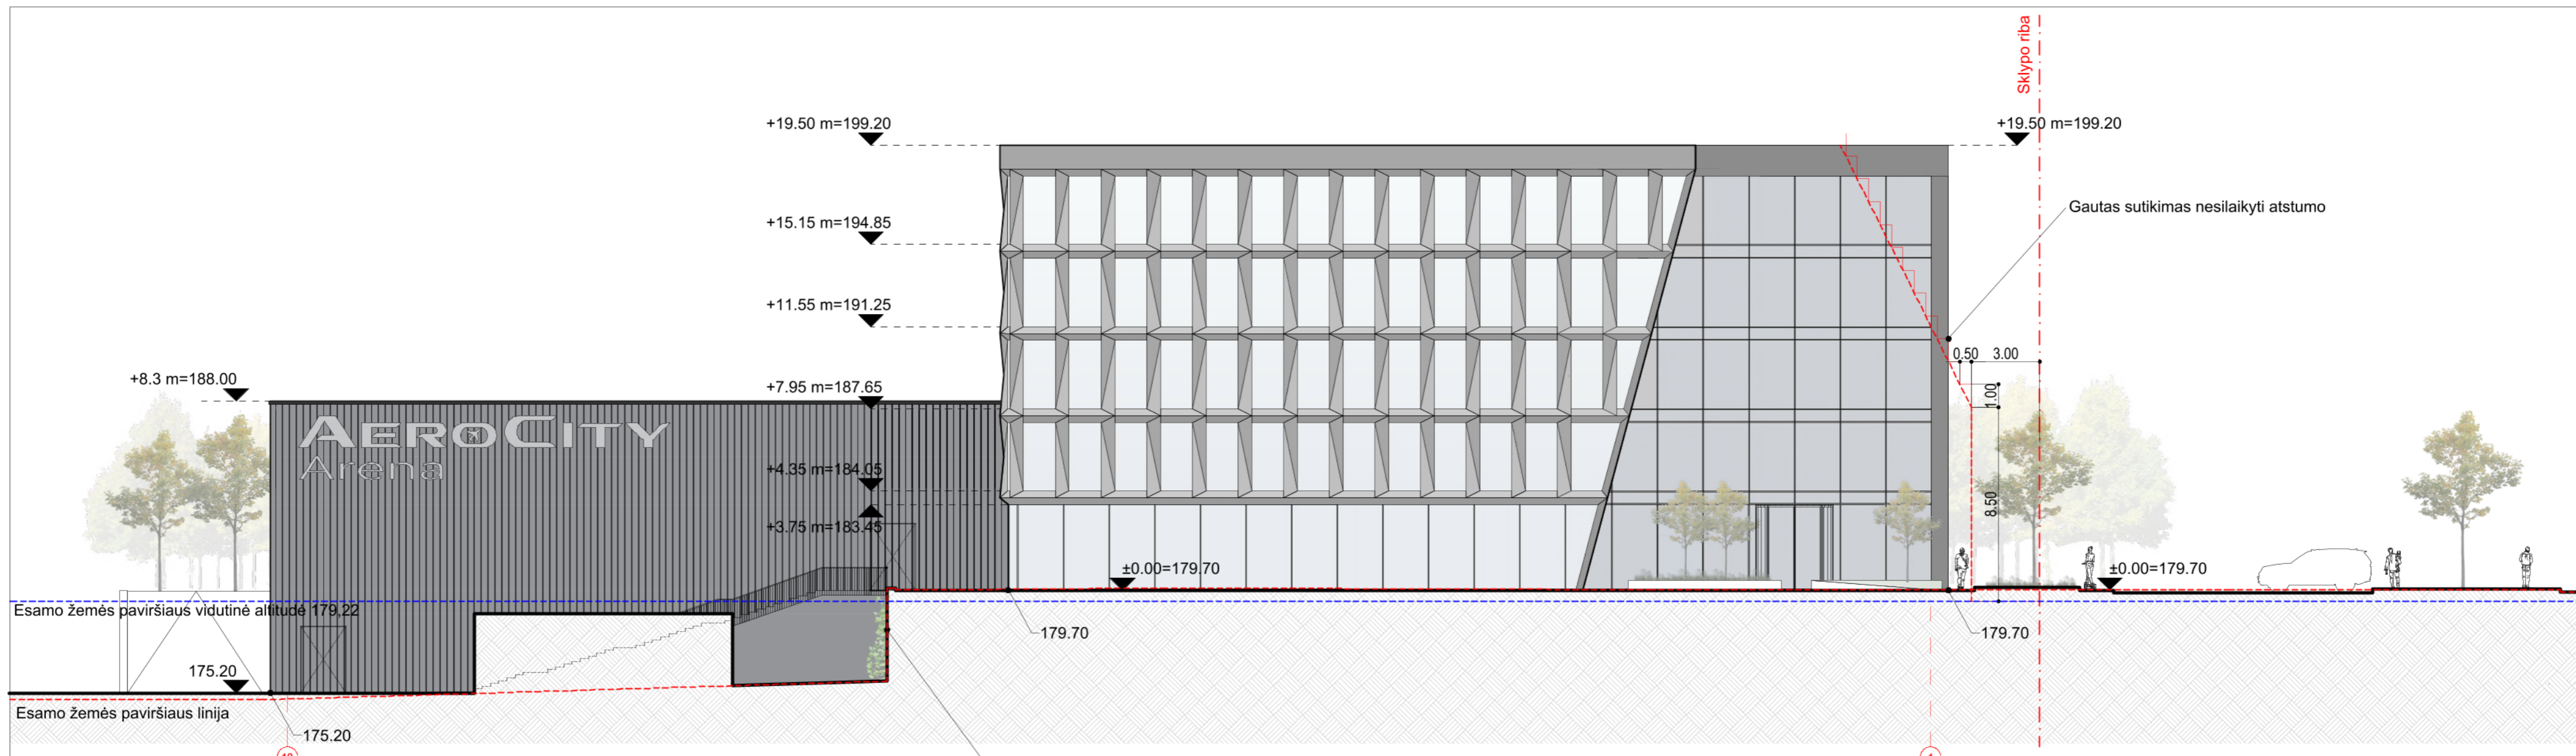 Sklypo riba
+19.50 m=199.20
+19.50 m=199.20
Gautas sutikimas nesilaikyti atstumo
+15.15 m=194.85
+11.55 m=191.25
0.50 3.00
+8.3 m=188.00
+7.95 m=187.65
1.00
AEROCITY
Arena
+4.35 m=184.05
8.50
+3.75 m=183.45
±0.00=179.70
±0.00=179.70
Esamo žemės paviršiaus vidutinė altitudė 179,22
179.70
179.70
175.20
Esamo žemės paviršiaus linija
175.20